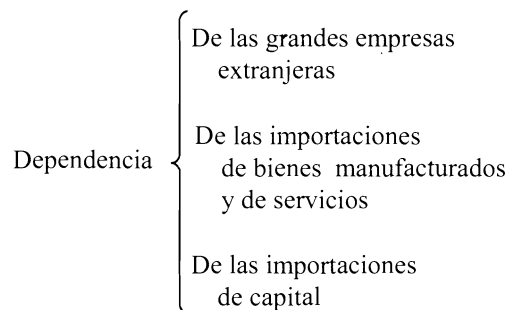 De las grandes empresas
extranjeras
De las importaciones
Dependencia
de bienes manufacturados
y de servicios
De las importaciones
de capital